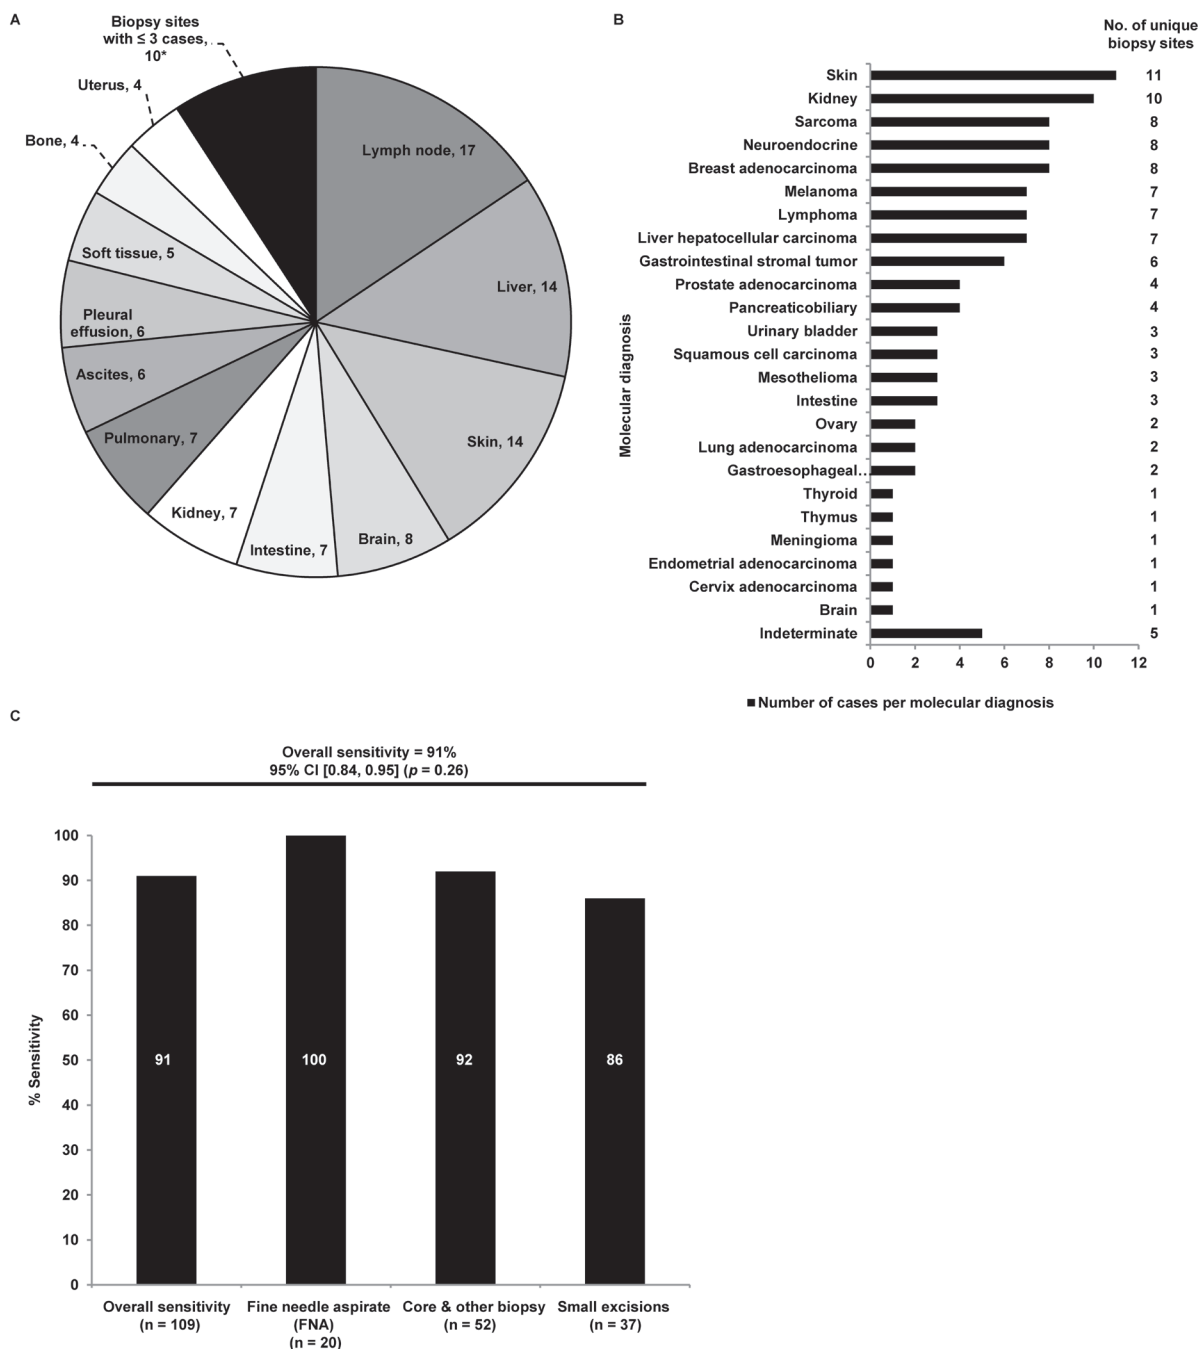 A
Biopsy sites
with ≤ 3 cases,
10*
Uterus, 4
Bone, 4
Lymph node, 17
Liver, 14
Soft tissue, 5
Pleural
effusion, 6
Ascites, 6
Pulmonary, 7
Skin, 14
Kidney, 7
Intestine, 7
Brain, 8
B
No. of unique
biopsy sites
Molecular diagnosis
Skin 11
Kidney 10
Sarcoma 8
Neuroendocrine 8
Breast adenocarcinoma 8
Melanoma 7
Lymphoma 7
Liver hepatocellular carcinoma 7
Gastrointestinal stromal tumor 6
Prostate adenocarcinoma 4
Pancreaticobiliary 4
Urinary bladder 3
Squamous cell carcinoma 3
Mesothelioma 3
Intestine 3
Ovary 2
Lung adenocarcinoma 2
Gastroesophageal… 2
Thyroid 1
Thymus 1
Meningioma 1
Endometrial adenocarcinoma 1
Cervix adenocarcinoma 1
Brain 1
Indeterminate 5
0 2 4 6 8 10 12
Number of cases per molecular diagnosis
C
Overall sensitivity = 91%
95% CI [0.84, 0.95] (p = 0.26)
% Sensitivity
100
90
80
70
60
50
40
30
20
10
0
91 100 92 86
Overall sensitivity Fine needle aspirate Core & other biopsy Small excisions
(n = 109) (FNA) (n = 52) (n = 37)
(n = 20)